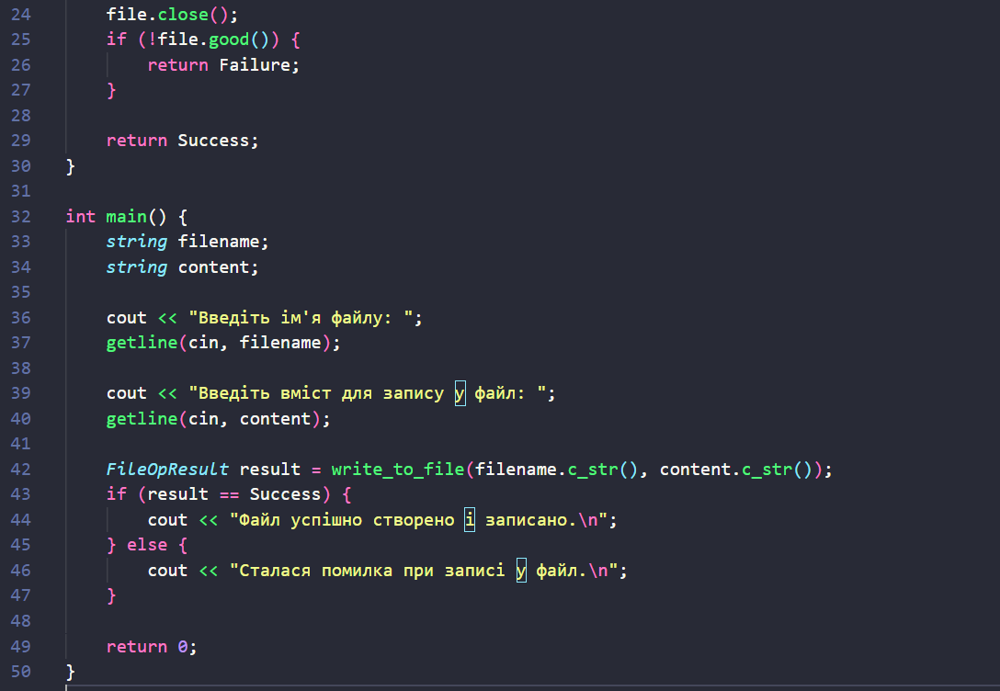 24 file.close();
25 if (!file.good()) {
26 return Failure;
27 }
28
29 return Success;
30 }
31
32 int main() {
33 string filename;
34 string content;
35
36 cout << "Введіть ім'я файлу: ";
37 getline(cin, filename);
38
39 cout << "Введіть вміст для запису у файл: ";
40 getline(cin, content);
41
42 FileOpResult result = write_to_file(filename.c_str(), content.c_str());
43 if (result == Success) {
44 cout << "Файл успішно створено і записано.\n";
45 } else {
46 cout << "Сталася помилка при записі у файл.\n";
47 }
48
49 return 0;
50 }